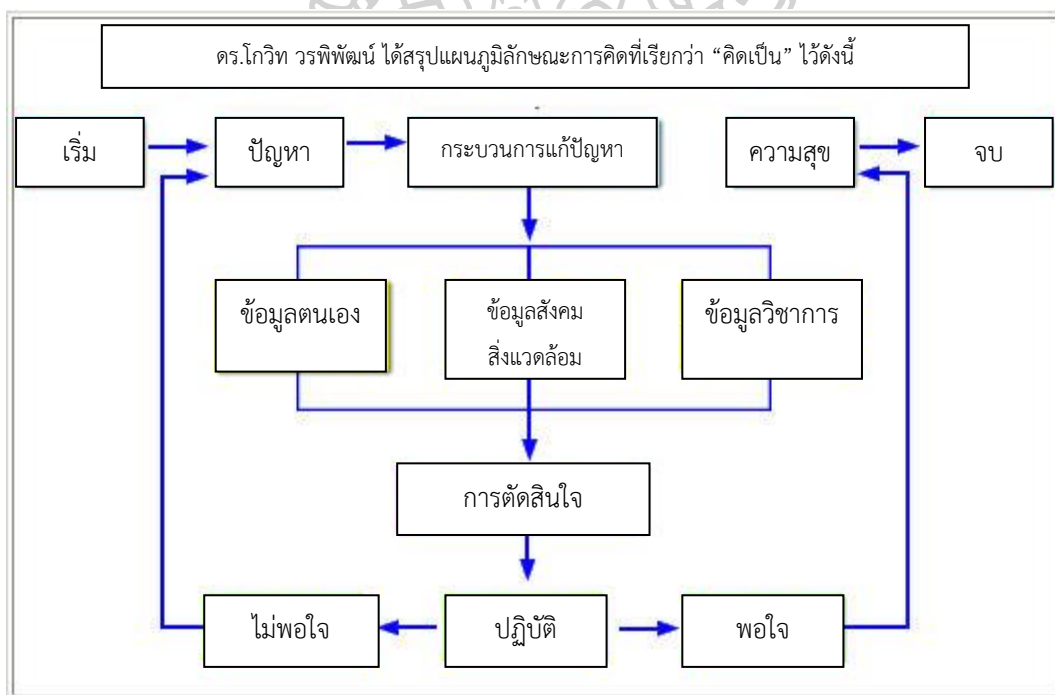 ดร.โกวิท วรพิพัฒน์ ได้สรุปแผนภูมิลักษณะการคิดที่เรียกว่า “คิดเป็น” ไว้ดังนี้
เริ่ม
ปัญหา
กระบวนการแก้ปัญหา
ความสุข
จบ
ข้อมูลตนเอง
ข้อมูลสังคม
สิ่งแวดล้อม
ข้อมูลวิชาการ
การตัดสินใจ
ไม่พอใจ
ปฏิบัติ
พอใจ